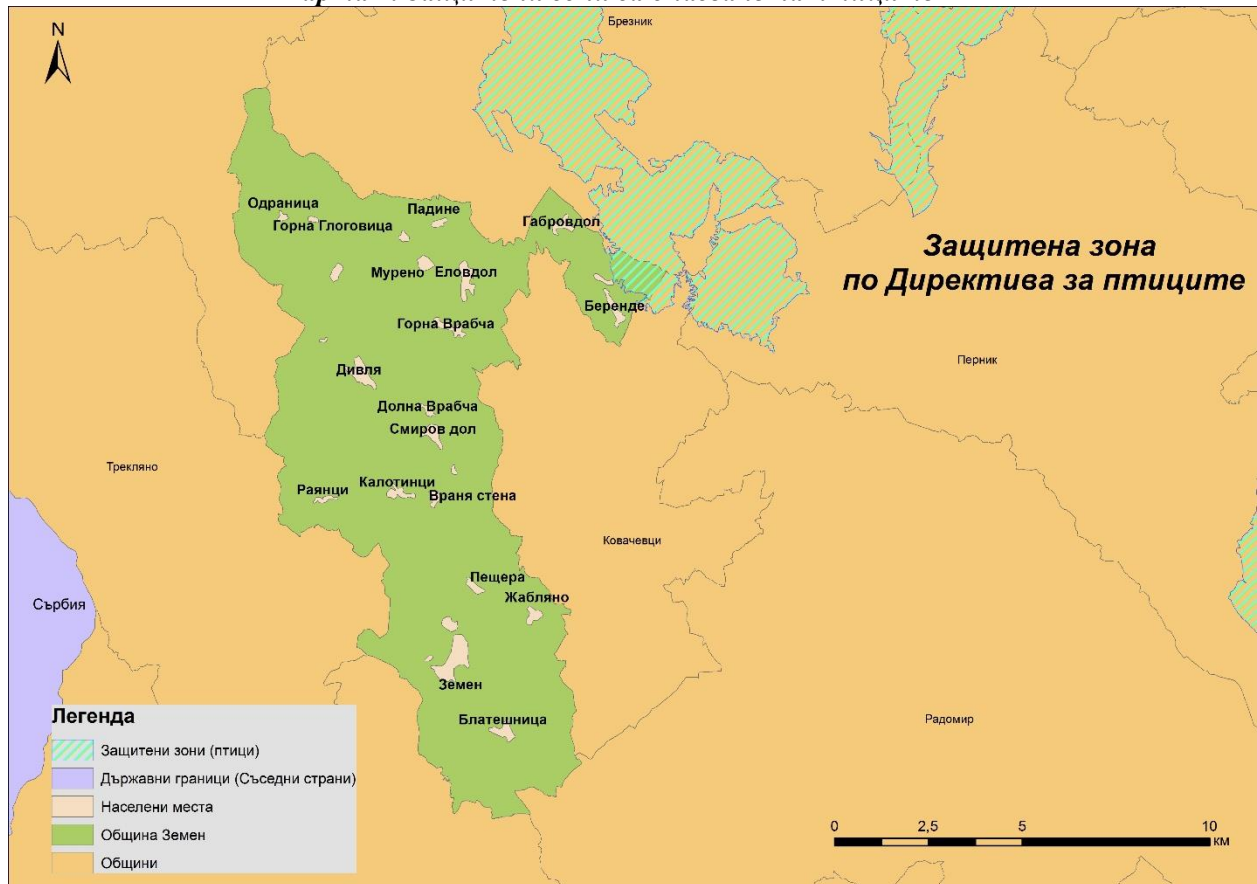 Брезник
N
Защитена зона
по Директива за птиците
Одраница
Горна Глоговица
Падине
Габровдол
Мурено
Еловдол
Беренде
Горна Врабча
Перник
Дивля
Долна Врабча
Смиров дол
Трекляно
Раянци
Калотинци
Враня стена
Ковачевци
Пещера
Жабляно
Сърбия
Земен
Блатешница
Радомир
Легенда
Защитени зони (птици)
Държавни граници (Съседни страни)
Населени места
Община Земен
Общини
0 2,5 5 10
км